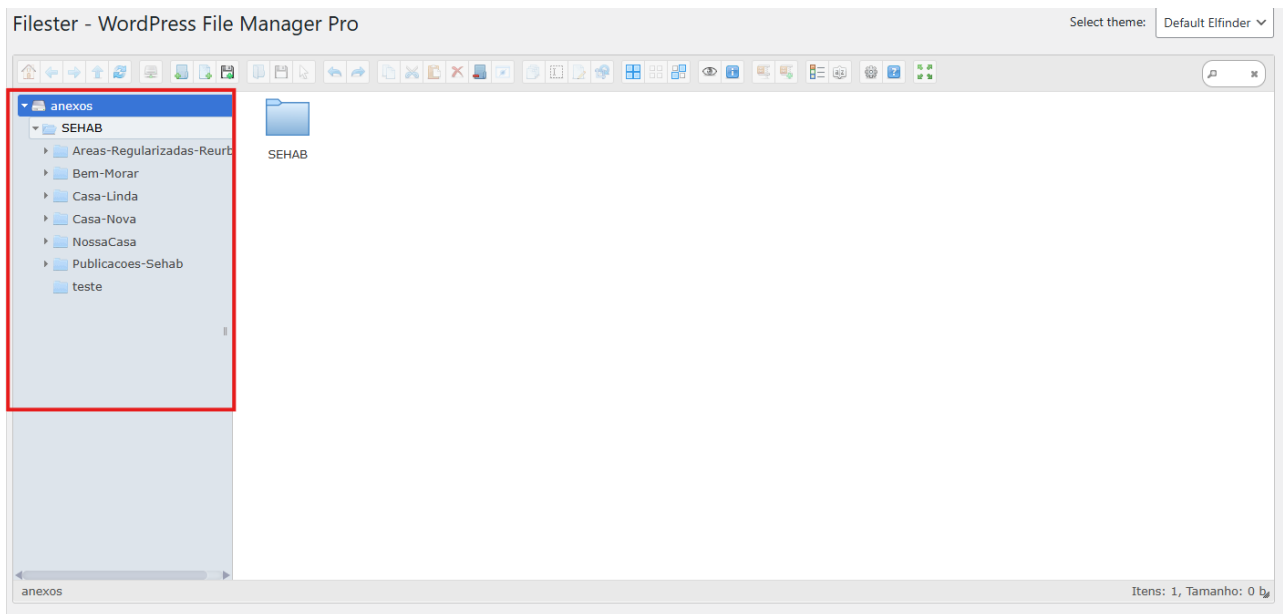 Filester - WordPress File Manager Pro
Select theme: Default Elfinder
anexos
SEHAB
Areas-Regularizadas-Reurb
Bem-Morar
Casa-Linda
Casa-Nova
NossaCasa
Publicacoes-Sehab
teste
SEHAB
anexos
Itens: 1, Tamanho: 0 b